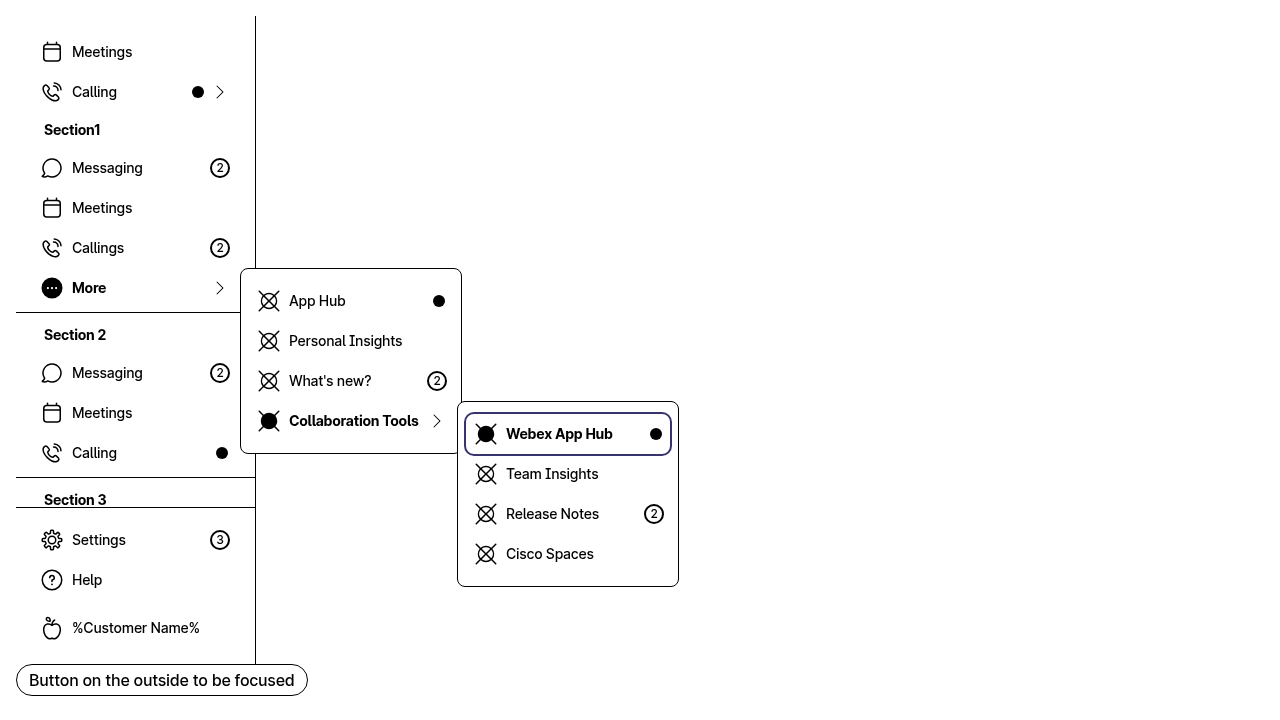 Meetings
Calling
Section1
Messaging 2
Meetings
Callings 2
More
App Hub
Personal Insights
What's new? 2
Collaboration Tools
Webex App Hub
Team Insights
Release Notes 2
Cisco Spaces
Section 2
Messaging 2
Meetings
Calling
Section 3
Settings 3
Help
%Customer Name%
Button on the outside to be focused